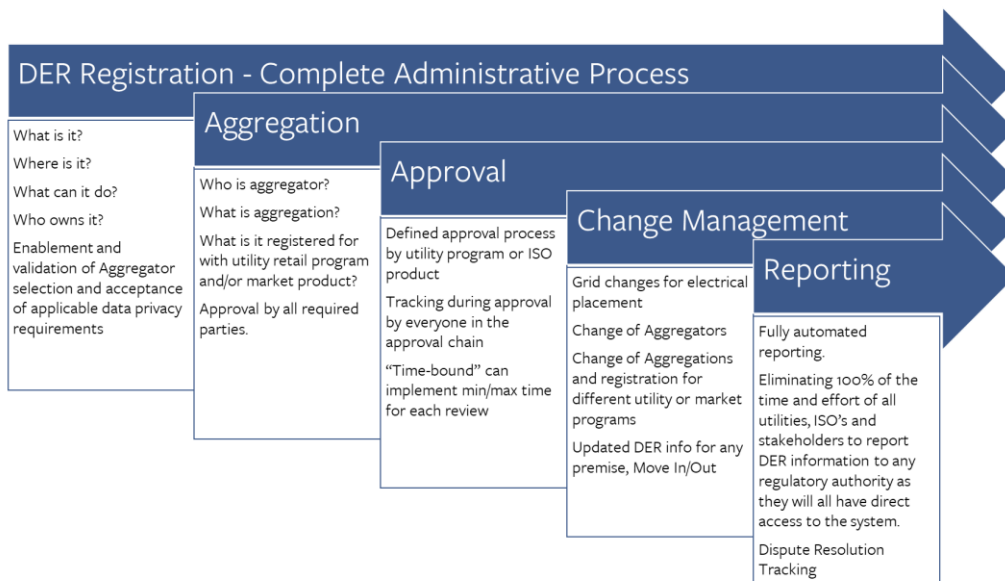 DER Registration - Complete Administrative Process
What is it?
Where is it?
What can it do?
Who owns it?
Enablement and
validation of Aggregator
selection and acceptance
of applicable data privacy
requirements
Aggregation
Who is aggregator?
What is aggregation?
What is it registered for
with utility retail program
and/or market product?
Approval by all required
parties.
Approval
Defined approval process
by utility program or ISO
product
Tracking during approval
by everyone in the
approval chain
“Time-bound” can
implement min/max time
for each review
Change Management
Grid changes for electrical
placement
Change of Aggregators
Change of Aggregations
and registration for
different utility or market
programs
Updated DER info for any
premise, Move In/Out
Reporting
Fully automated
reporting.
Eliminating 100% of the
time and effort of all
utilities, ISO’s and
stakeholders to report
DER information to any
regulatory authority as
they will all have direct
access to the system.
Dispute Resolution
Tracking